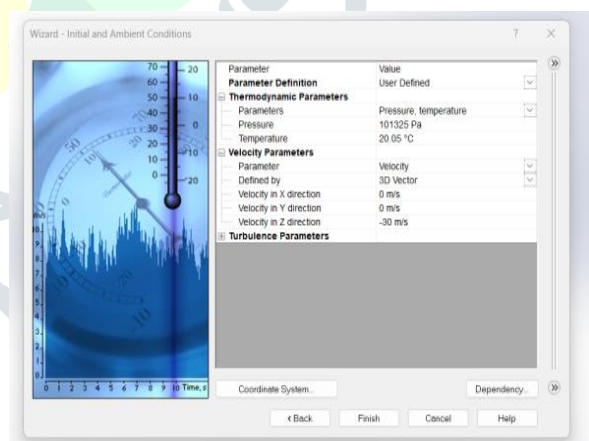 Wizard - Initial and Ambient Conditions
Parameter Value
Parameter Definition User Defined
Thermodynamic Parameters
Parameters Pressure, temperature
Pressure 101325 Pa
Temperature 20.05 °C
Velocity Parameters
Parameter Velocity
Defined by 3D Vector
Velocity in X direction 0 m/s
Velocity in Y direction 0 m/s
Velocity in Z direction -30 m/s
Turbulence Parameters
70 20
60
50 10
40
30 0
20
10 10
0 -20
0 1 2 3 4 5 6 7 8 9 10 Time, s
Coordinate System... Dependency...
< Back Finish Cancel Help